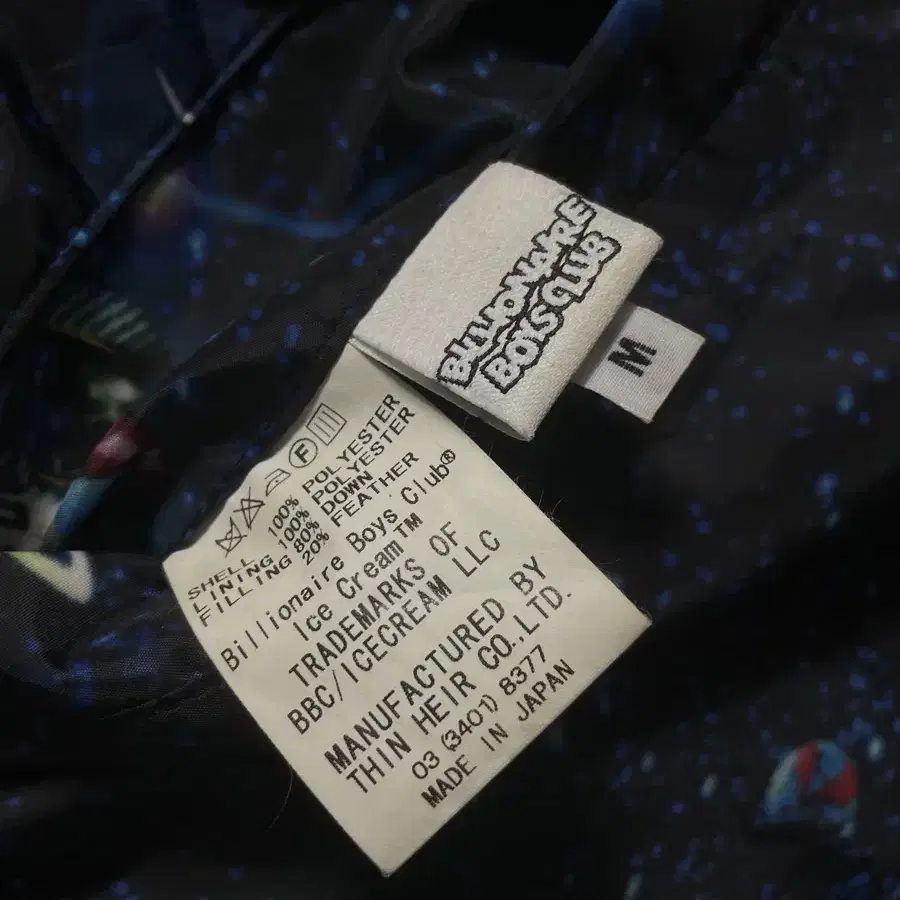 BILLIONAIRE
BOYS CLUB
M
F
SHELL 100% POLYESTER
LINING 100% POLYESTER
FILLING 80% DOWN
20% FEATHER
Billionaire Boys Club®
Ice Cream™
TRADEMARKS OF
BBC/ICECREAM LLC
MANUFACTURED BY
THIN HEIR CO.,LTD.
03 (3401) 8377
MADE IN JAPAN